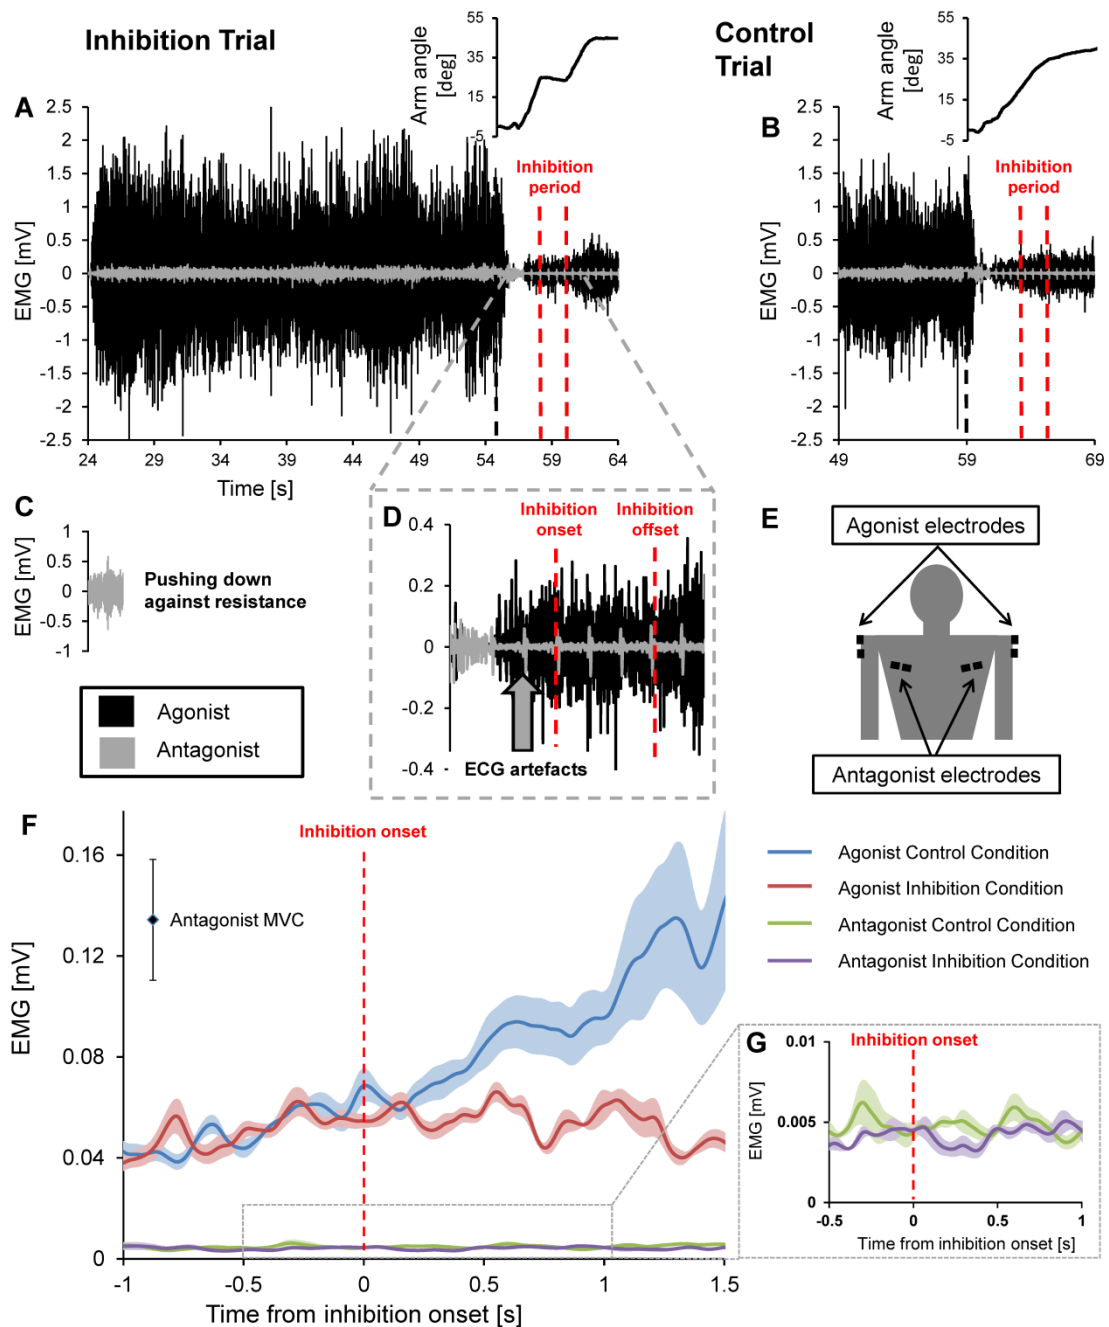 Inhibition Trial
Control
Trial
Arm angle
[deg]
55
35
15
-5
Arm angle
[deg]
55
35
15
-5
A
EMG [mV]
2.5
2
1.5
1
0.5
0
-0.5
-1
-1.5
-2
-2.5
Inhibition
period
24 29 34 39 44 49 54 59 64
Time [s]
B
EMG [mV]
2.5
2
1.5
1
0.5
0
-0.5
-1
-1.5
-2
-2.5
Inhibition
period
49 59 69
C
EMG [mV]
1
0.5
0
-0.5
-1
Pushing down
against resistance
Agonist
Antagonist
D
0.4
0.2
0
-0.2
-0.4
Inhibition
onset
Inhibition
offset
ECG artefacts
E
Agonist electrodes
Antagonist electrodes
F
EMG [mV]
0.16
0.12
0.08
0.04
0
Inhibition onset
Antagonist MVC
-1 -0.5 0 0.5 1 1.5
Time from inhibition onset [s]
Agonist Control Condition
Agonist Inhibition Condition
Antagonist Control Condition
Antagonist Inhibition Condition
G
Inhibition onset
EMG [mV]
0.01
0.005
0
-0.5 0 0.5 1
Time from inhibition onset [s]